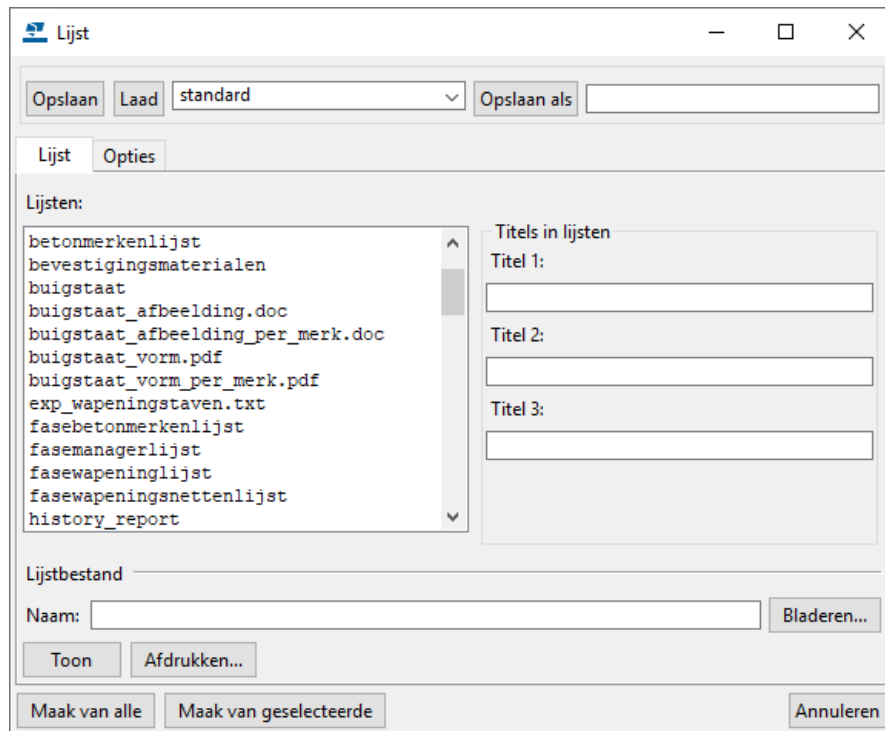 Lijst
Opslaan Laad standard Opslaan als
Lijst Opties
Lijsten:
betonmerkenlijst
bevestigingsmaterialen
buigstaat
buigstaat_afbeelding.doc
buigstaat_afbeelding_per_merk.doc
buigstaat_vorm.pdf
buigstaat_vorm_per_merk.pdf
exp_wapeningstaven.txt
fasebetonmerkenlijst
fasemanagerlijst
fasewapeninglijst
fasewapeningsnettenlijst
history_report
Titels in lijsten
Titel 1:
Titel 2:
Titel 3:
Lijstbestand
Naam: Bladeren...
Toon Afdrukken...
Maak van alle Maak van geselecteerde Annuleren